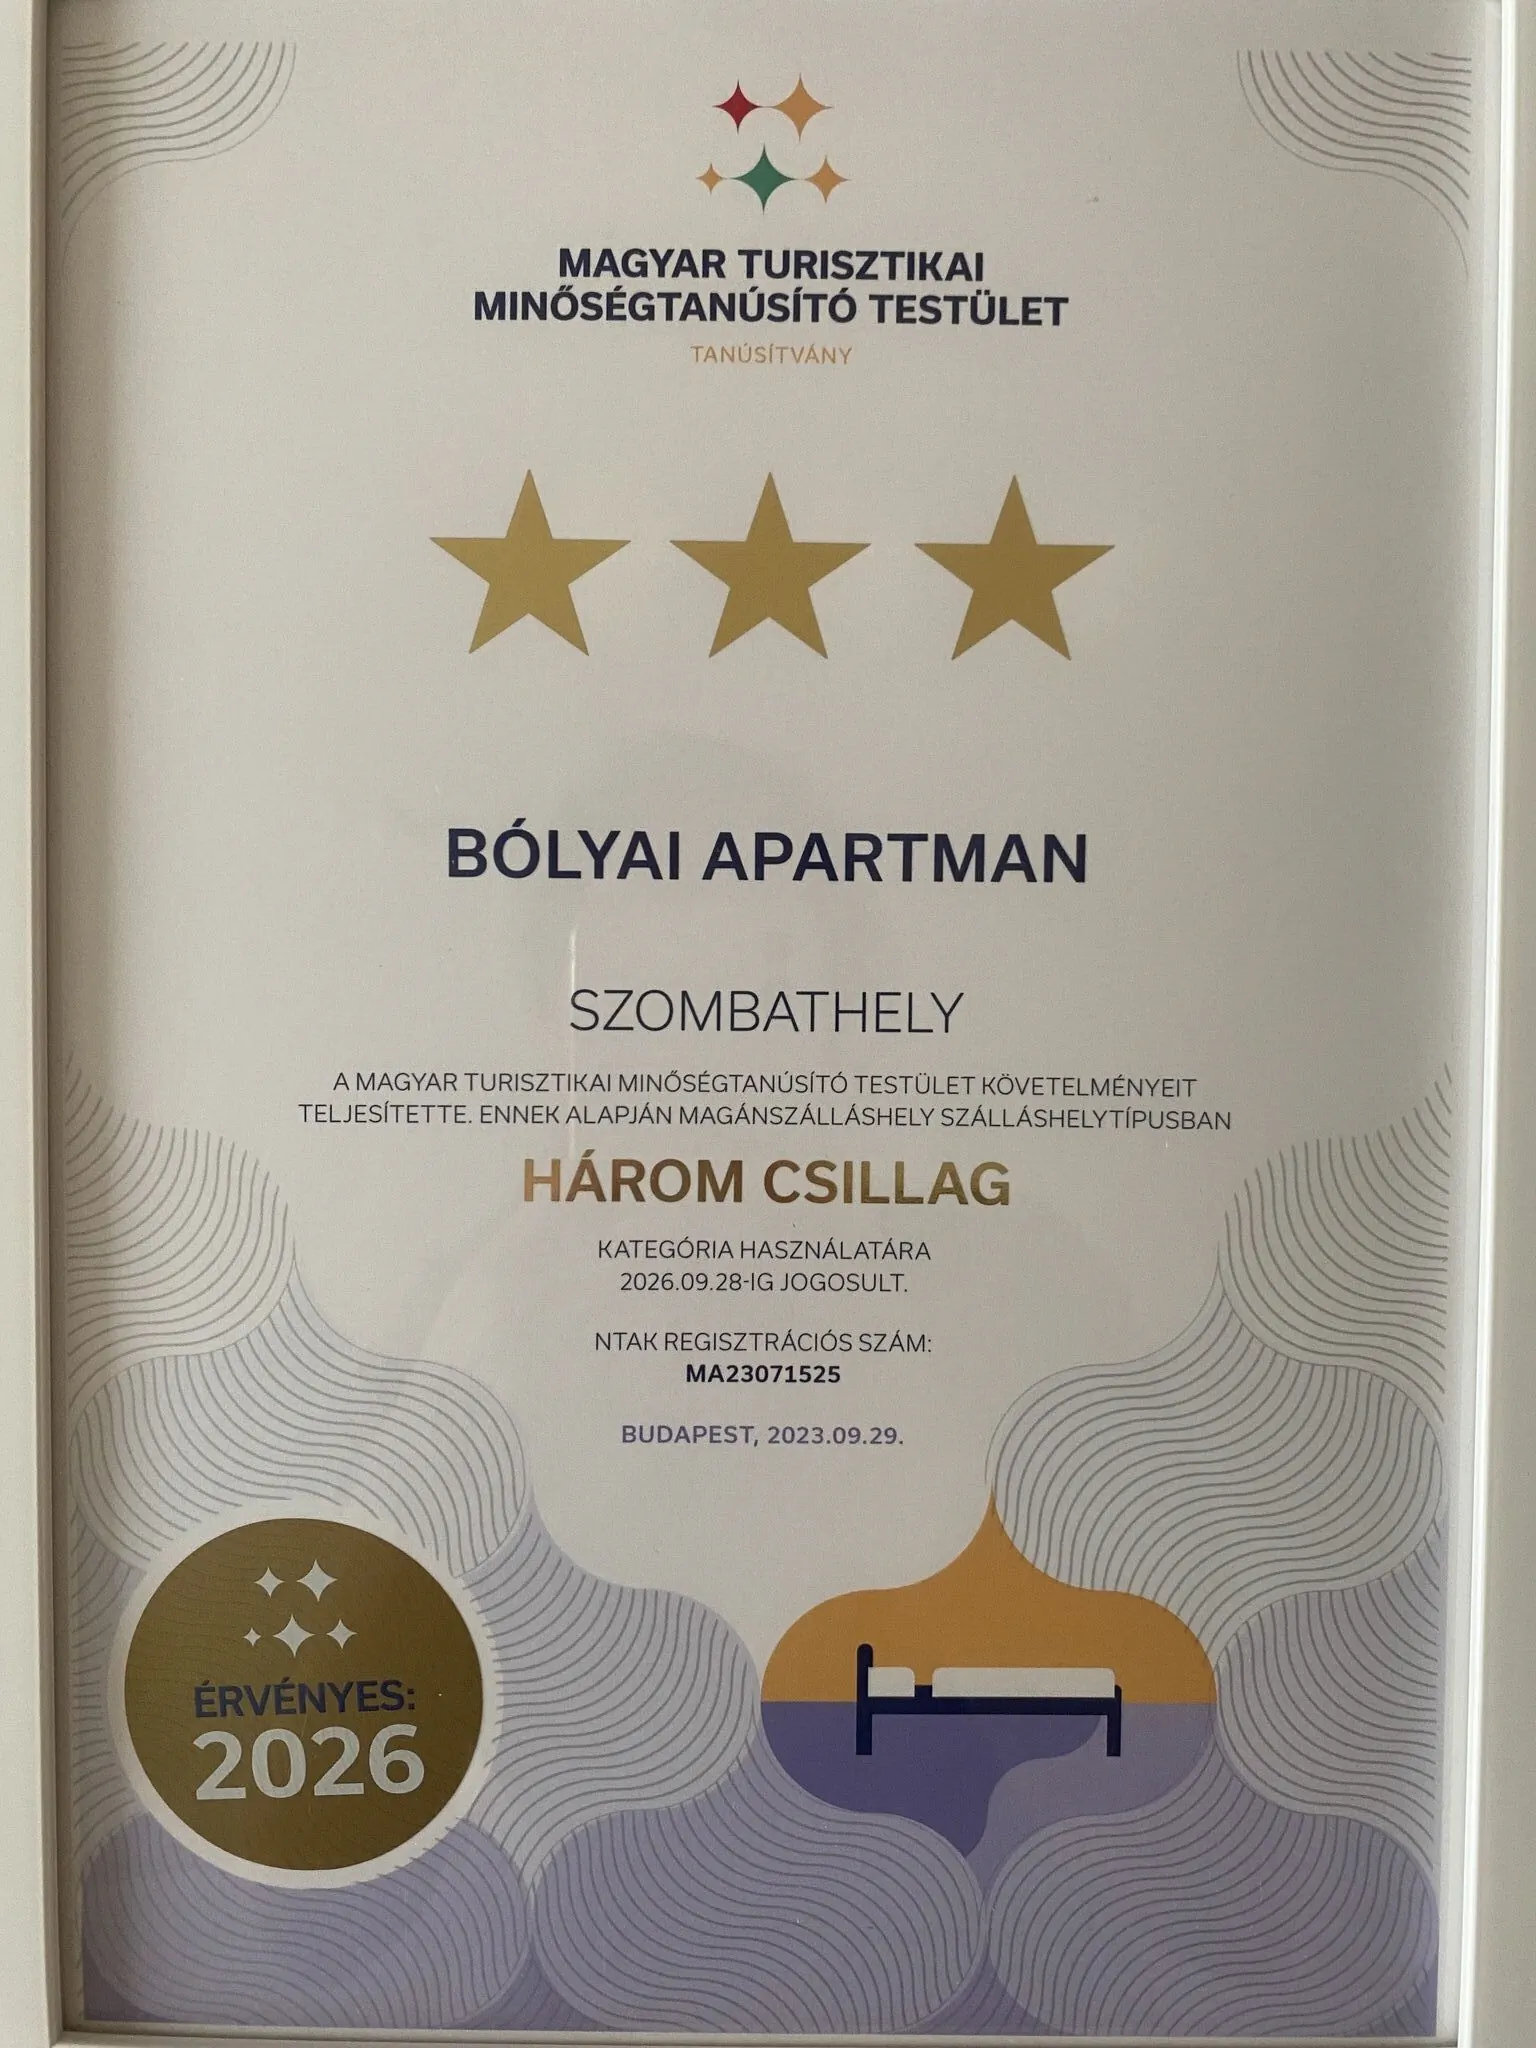 MAGYAR TURISZTIKAI
MINŐSÉGTANÚSÍTÓ TESTÜLET
TANÚSÍTVÁNY
BÓLYAI APARTMAN
SZOMBATHELY
A MAGYAR TURISZTIKAI MINŐSÉGTANÚSÍTÓ TESTÜLET KÖVETELMÉNYEIT
TELJESÍTETTE. ENNEK ALAPJÁN MAGÁNSZÁLLÁSHELY SZÁLLÁSHELYTÍPUSBAN
HÁROM CSILLAG
KATEGÓRIA HASZNÁLATÁRA
2026.09.28-IG JOGOSULT.
NTAK REGISZTRÁCIÓS SZÁM:
MA23071525
BUDAPEST, 2023.09.29.
ÉRVÉNYES:
2026